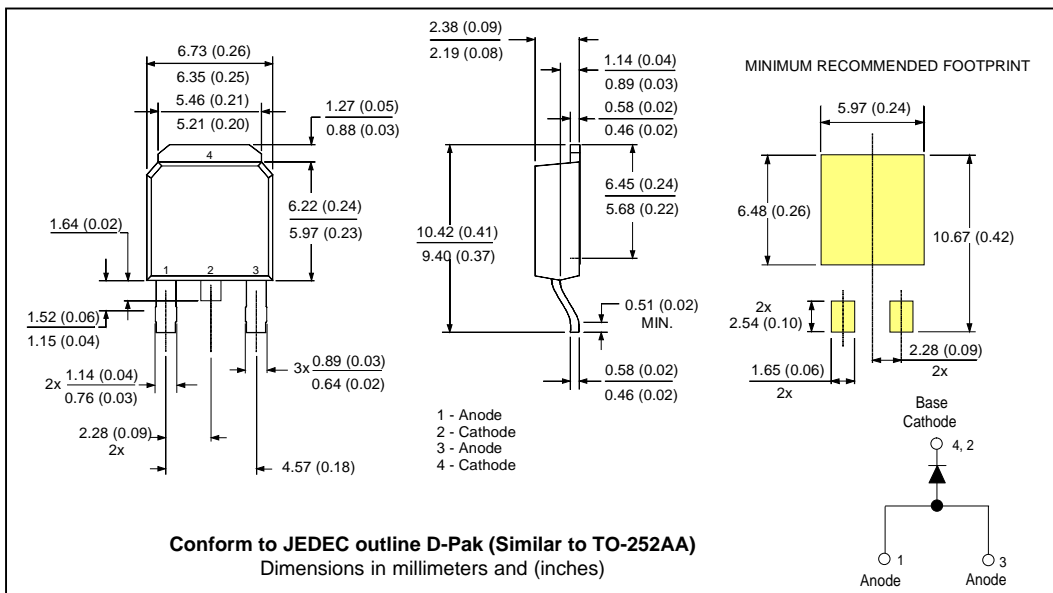 6.73 (0.26)
6.35 (0.25)
5.46 (0.21)
5.21 (0.20)
1.27 (0.05)
0.88 (0.03)
4
6.22 (0.24)
5.97 (0.23)
1.64 (0.02)
1
2
3
1.52 (0.06)
1.15 (0.04)
2x 1.14 (0.04)
0.76 (0.03)
3x 0.89 (0.03)
0.64 (0.02)
2.28 (0.09)
2x
4.57 (0.18)
2.38 (0.09)
2.19 (0.08)
1.14 (0.04)
0.89 (0.03)
0.58 (0.02)
0.46 (0.02)
6.45 (0.24)
5.68 (0.22)
10.42 (0.41)
9.40 (0.37)
0.51 (0.02)
MIN.
0.58 (0.02)
0.46 (0.02)
1 - Anode
2 - Cathode
3 - Anode
4 - Cathode
MINIMUM RECOMMENDED FOOTPRINT
5.97 (0.24)
6.48 (0.26)
10.67 (0.42)
2x
2.54 (0.10)
1.65 (0.06)
2x
2.28 (0.09)
2x
Base
Cathode
4, 2
1
Anode
3
Anode
Conform to JEDEC outline D-Pak (Similar to TO-252AA)
Dimensions in millimeters and (inches)